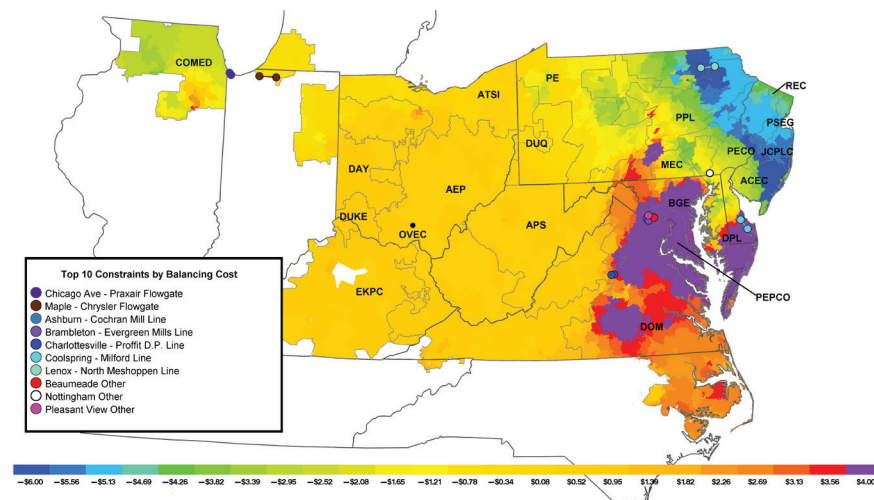 COMED
PE
REC
ATSI
PPL
PSEG
DUQ
PECO
JCPLC
MEC
DAY
ACEC
AEP
BGE
DUKE
APS
OVEC
DPL
Top 10 Constraints by Balancing Cost
Chicago Ave - Praxair Flowgate
Maple - Chrysler Flowgate
Ashburn - Cochran Mill Line
Brambleton - Evergreen Mills Line
Charlottesville - Proffit D.P. Line
Coolspring - Milford Line
Lenox - North Meshoppen Line
Beaumeade Other
Nottingham Other
Pleasant View Other
EKPC
PEPCO
DOM
–$6.00 –$5.56 –$5.13 –$4.69 –$4.26 –$3.82 –$3.39 –$2.95 –$2.52 –$2.08 –$1.65 –$1.21 –$0.78 –$0.34 $0.08 $0.52 $0.95 $1.39 $1.82 $2.26 $2.69 $3.13 $3.56 $4.00